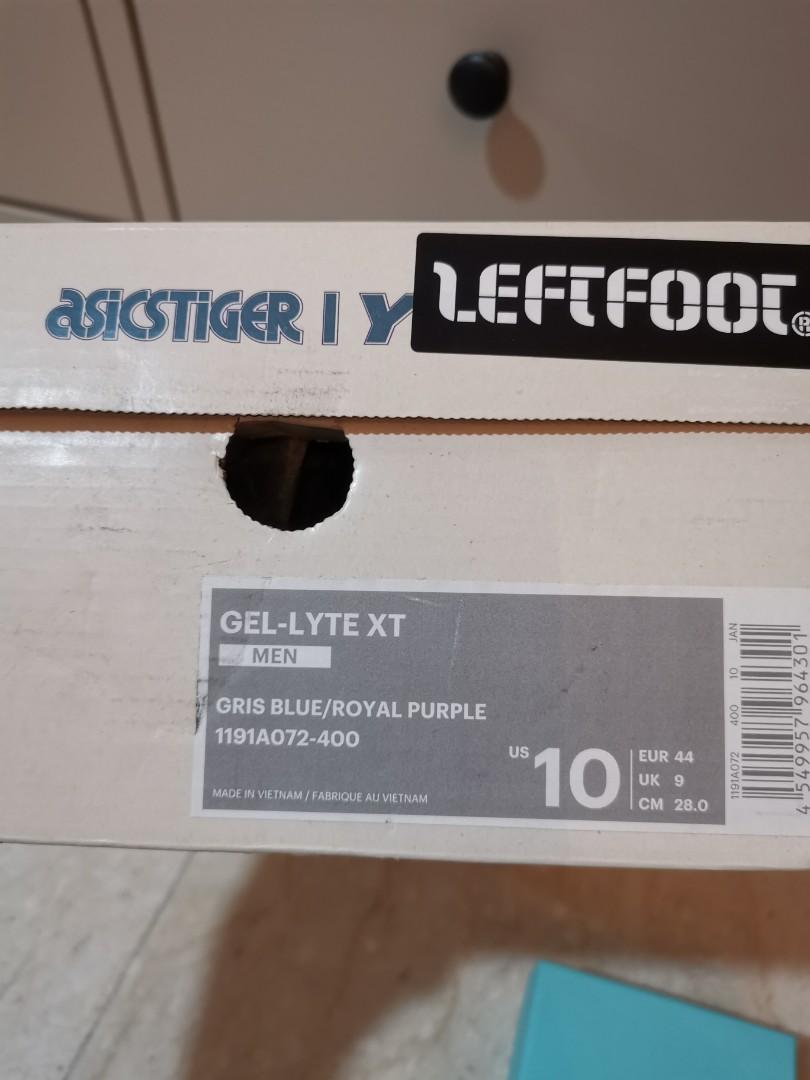 asicsTIGER | Y
LEFTFOOT®
GEL-LYTE XT
MEN
GRIS BLUE/ROYAL PURPLE
1191A072-400
US 10
EUR 44
UK 9
CM 28.0
MADE IN VIETNAM / FABRIQUE AU VIETNAM
1191A072 400 10 JAN
4 549957 964301